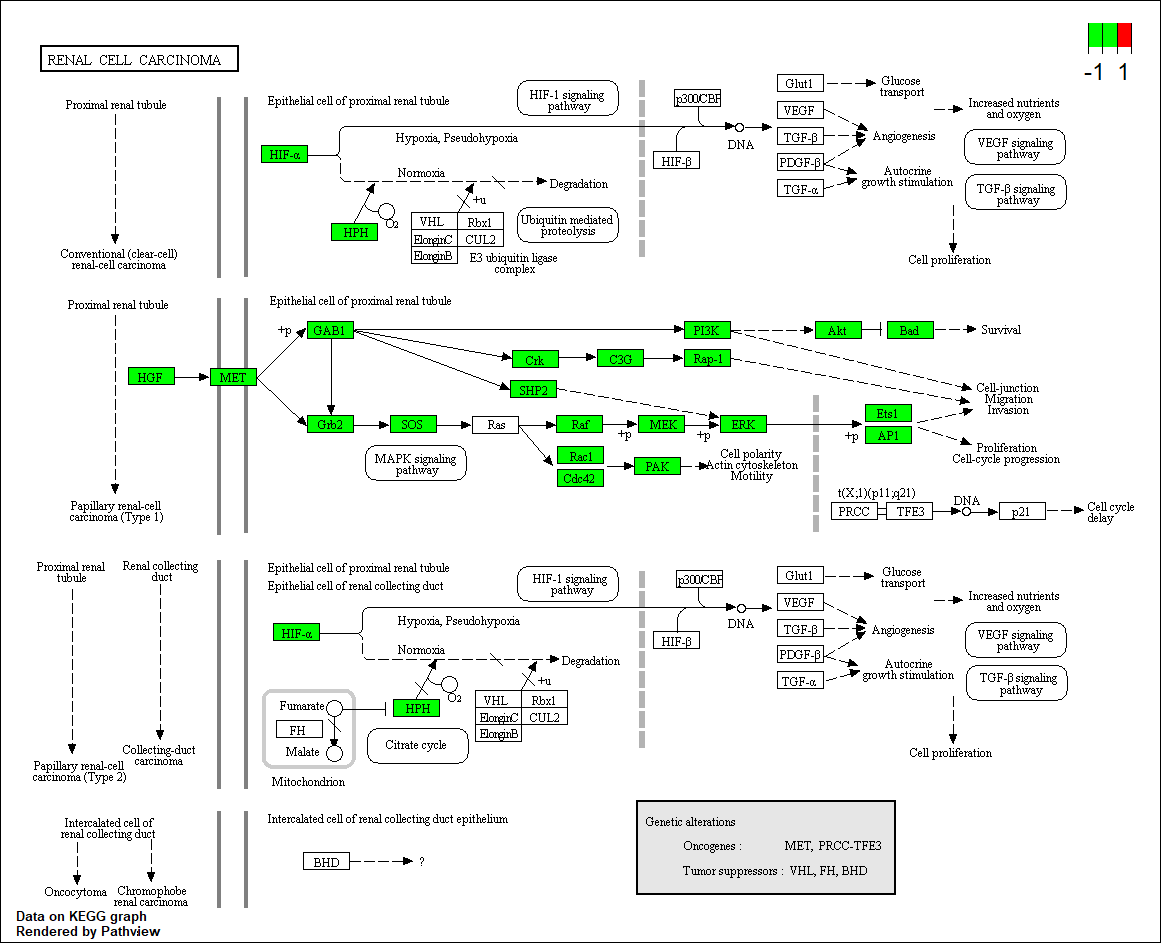 RENAL CELL CARCINOMA
-1 1
Proximal renal tubule
Conventional (clear-cell)
renal-cell carcinoma
Epithelial cell of proximal renal tubule
HIF-1 signaling
pathway
Hypoxia, Pseudohypoxia
HIF-α
Normoxia
Degradation
HPH
O2
+u
VHL
Rbx1
ElonginC
CUL2
ElonginB
E3 ubiquitin ligase
complex
Ubiquitin mediated
proteolysis
p300/CBP
HIF-β
DNA
Glut1
VEGF
TGF-β
PDGF-β
TGF-α
Glucose
transport
Angiogenesis
Autocrine
growth stimulation
Increased nutrients
and oxygen
VEGF signaling
pathway
TGF-β signaling
pathway
Cell proliferation
Proximal renal tubule
Papillary renal-cell
carcinoma (Type 1)
Epithelial cell of proximal renal tubule
HGF
MET
+p
GAB1
PI3K
Akt
Bad
Survival
Crk
C3G
Rap-1
SHP2
Cell-junction
Migration
Invasion
Grb2
SOS
Ras
Raf
+p
MEK
+p
ERK
+p
Ets1
AP1
Proliferation
Cell-cycle progression
MAPK signaling
pathway
Rac1
Cdc42
PAK
Cell polarity
Actin cytoskeleton
Motility
t(X;1)(p11;q21)
PRCC
TFE3
DNA
p21
Cell cycle
delay
Proximal renal
tubule
Renal collecting
duct
Papillary renal-cell
carcinoma (Type 2)
Collecting-duct
carcinoma
Epithelial cell of proximal renal tubule
Epithelial cell of renal collecting duct
HIF-1 signaling
pathway
Hypoxia, Pseudohypoxia
HIF-α
Normoxia
Degradation
HPH
O2
+u
VHL
Rbx1
ElonginC
CUL2
ElonginB
Fumarate
FH
Malate
Mitochondrion
Citrate cycle
p300/CBP
HIF-β
DNA
Glut1
VEGF
TGF-β
PDGF-β
TGF-α
Glucose
transport
Angiogenesis
Autocrine
growth stimulation
Increased nutrients
and oxygen
VEGF signaling
pathway
TGF-β signaling
pathway
Cell proliferation
Intercalated cell of
renal collecting duct
Oncocytoma
Chromophobe
renal carcinoma
Intercalated cell of renal collecting duct epithelium
BHD
?
Genetic alterations
Oncogenes : MET, PRCC-TFE3
Tumor suppressors : VHL, FH, BHD
Data on KEGG graph
Rendered by Pathview